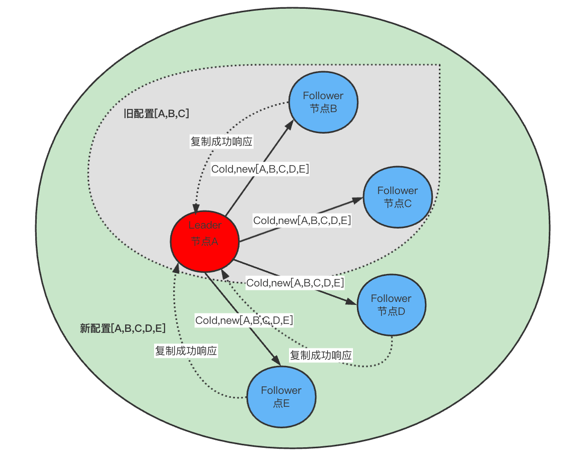 Follower
节点B
旧配置[A,B,C]
复制成功响应
Cold,new[A,B,C,D,E]
Follower
节点C
Cold,new[A,B,C,D,E]
Leader
节点A
Cold,new[A,B,C,D,E]
Follower
节点D
Cold,new[A,B,C,D,E]
新配置[A,B,C,D,E]
复制成功响应
复制成功响应
Follower
点E